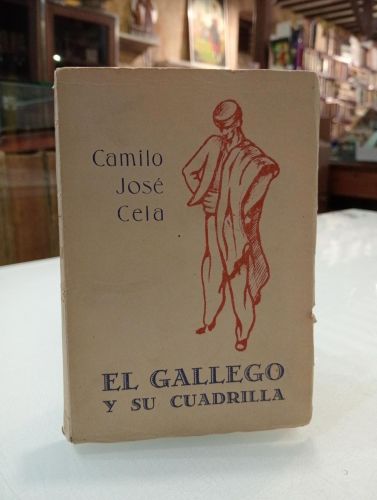 Camilo
José
Cela
EL GALLEGO
Y SU CUADRILLA